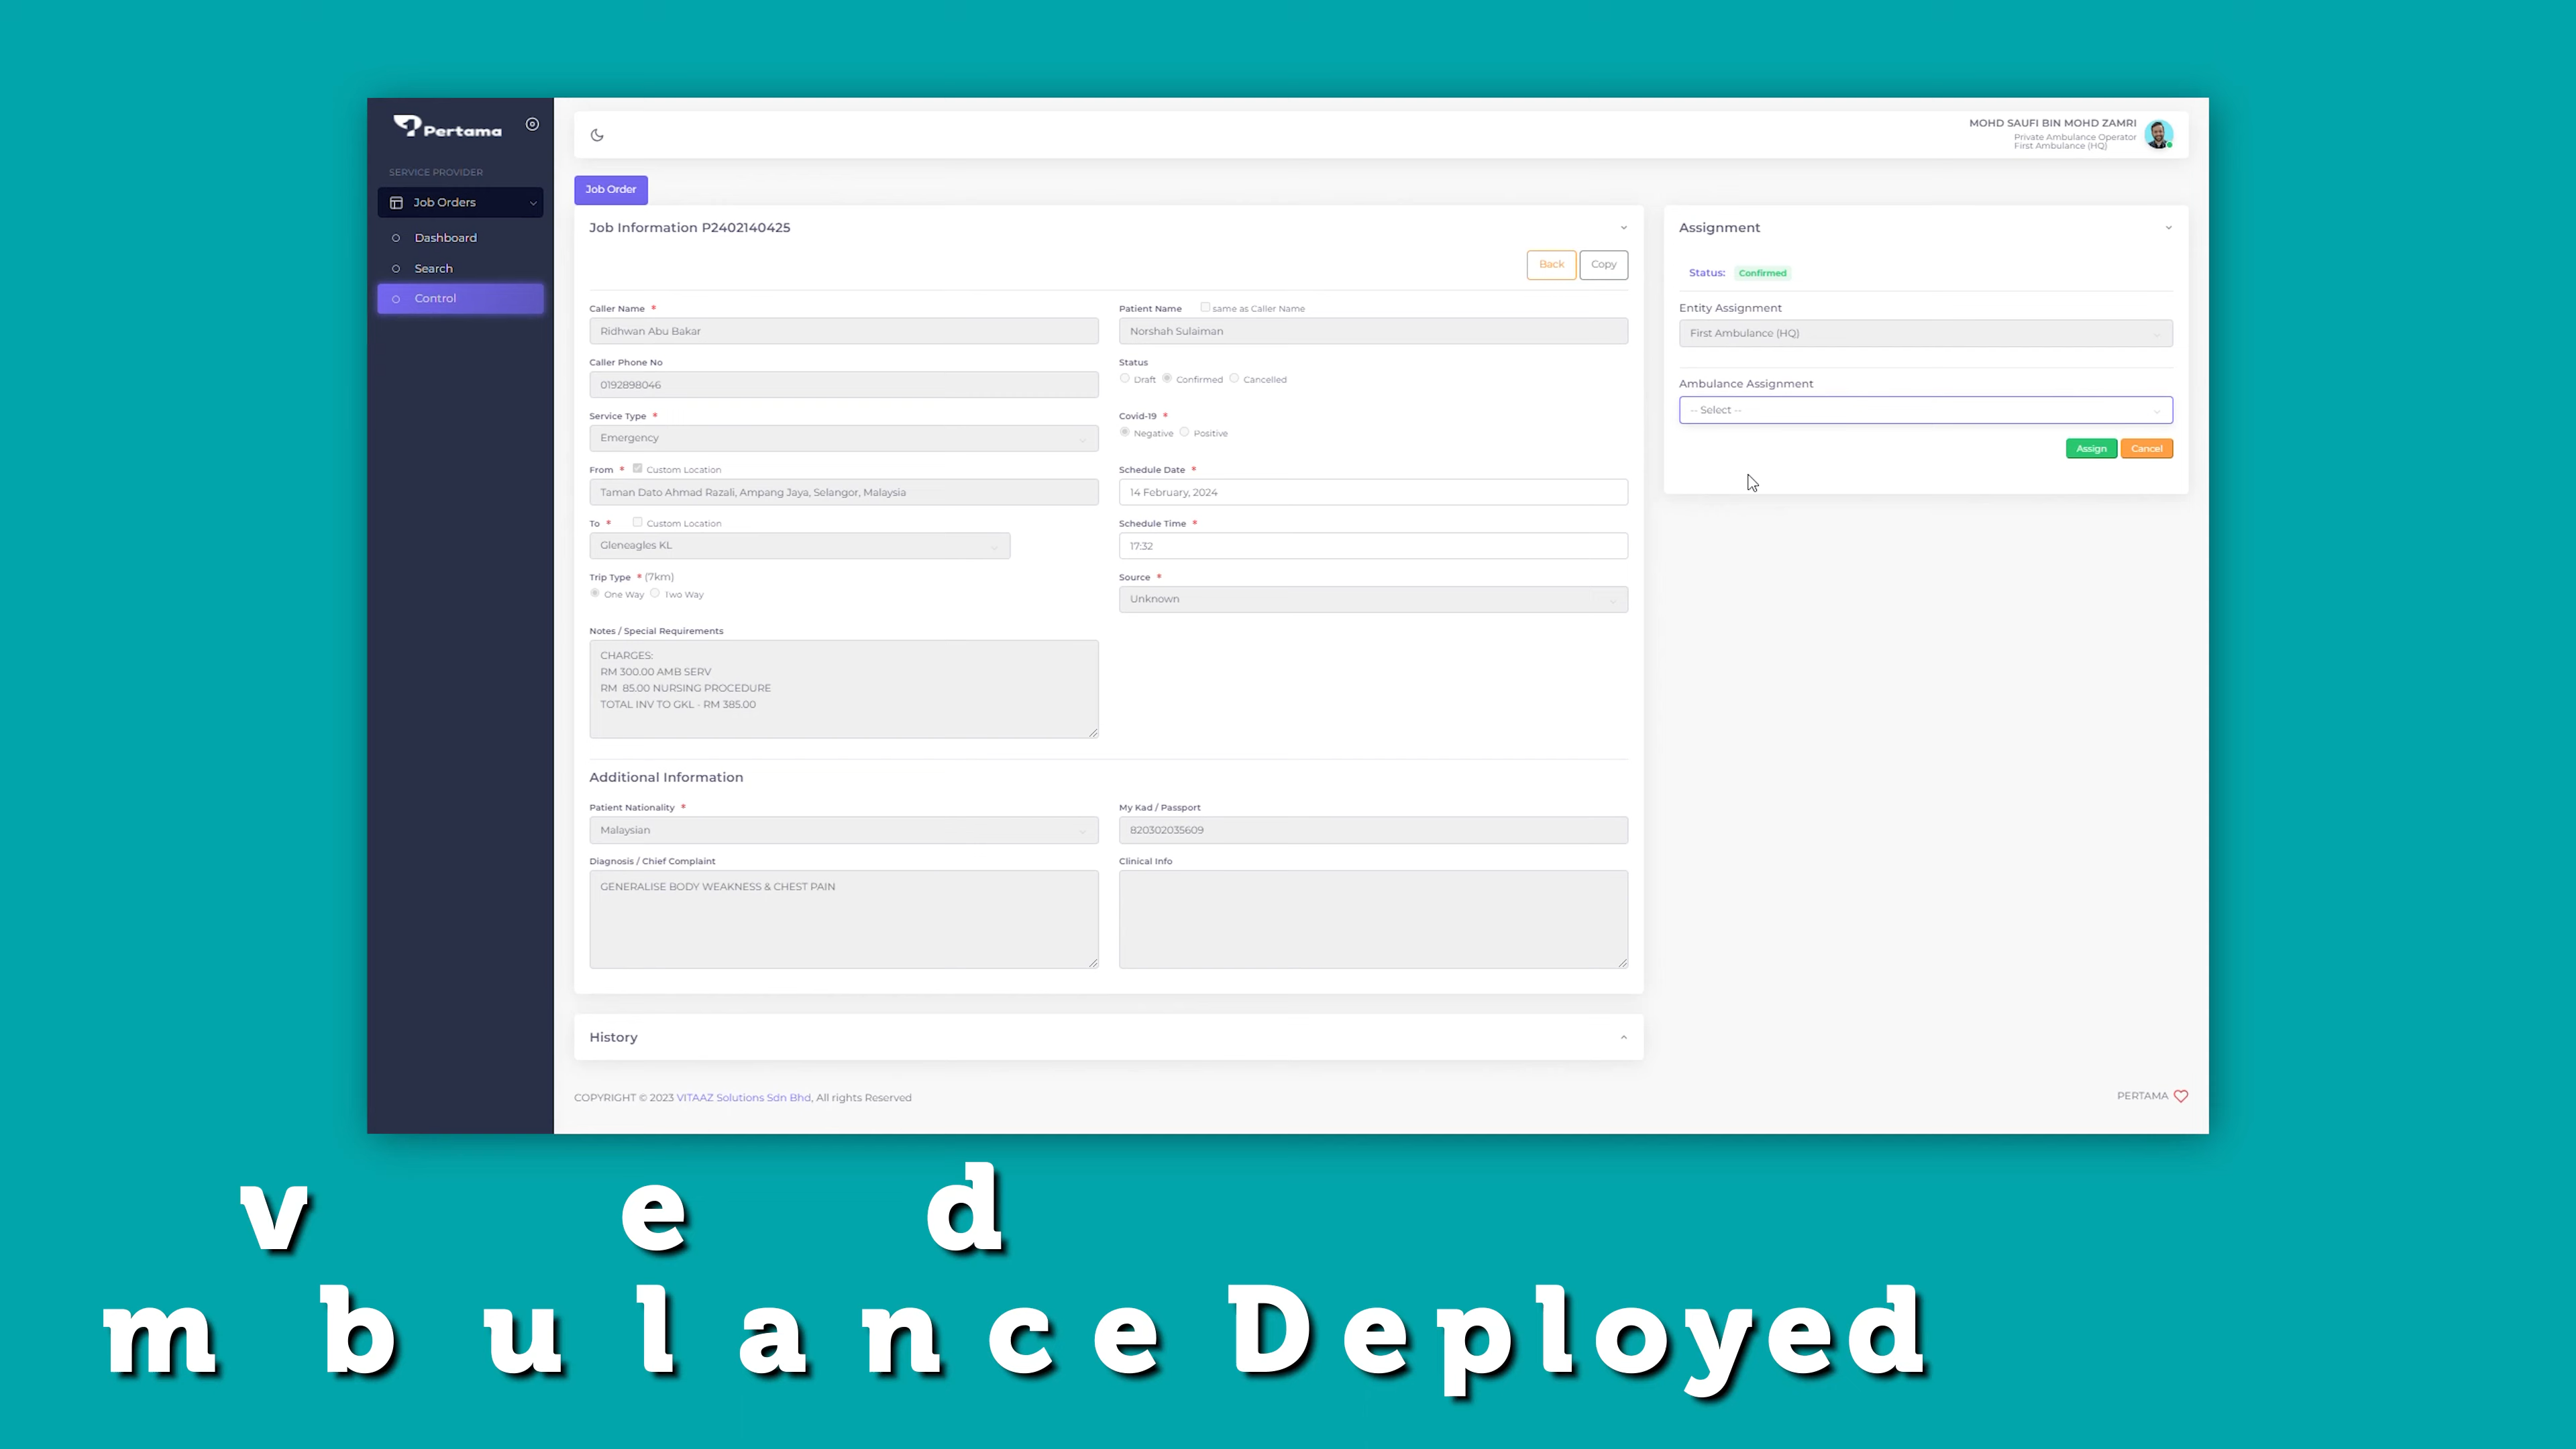 Pertama
SERVICE PROVIDER
Job Orders
Dashboard
Search
Control
MOHD SAUFI BIN MOHD ZAMRI
Private Ambulance Operator
First Ambulance (HQ)
Job Order
Job Information P2402140425
Back Copy
Caller Name *
Ridhwan Abu Bakar
Patient Name same as Caller Name
Norshah Sulaiman
Caller Phone No
0192898046
Status
Draft Confirmed Cancelled
Service Type *
Emergency
Covid-19 *
Negative Positive
From * Custom Location
Taman Dato Ahmad Razali, Ampang Jaya, Selangor, Malaysia
Schedule Date *
14 February, 2024
To * Custom Location
Gleneagles KL
Schedule Time *
17:32
Trip Type * (7km)
One Way Two Way
Source *
Unknown
Notes / Special Requirements
CHARGES:
RM 300.00 AMB SERV
RM 85.00 NURSING PROCEDURE
TOTAL INV TO GKL - RM 385.00
Additional Information
Patient Nationality *
Malaysian
My Kad / Passport
820302035609
Diagnosis / Chief Complaint
GENERALISE BODY WEAKNESS & CHEST PAIN
Clinical Info
History
Assignment
Status: Confirmed
Entity Assignment
First Ambulance (HQ)
Ambulance Assignment
-- Select --
Assign Cancel
COPYRIGHT © 2023 VITAAZ Solutions Sdn Bhd, All rights Reserved
PERTAMA
v e d
mbulance Deployed